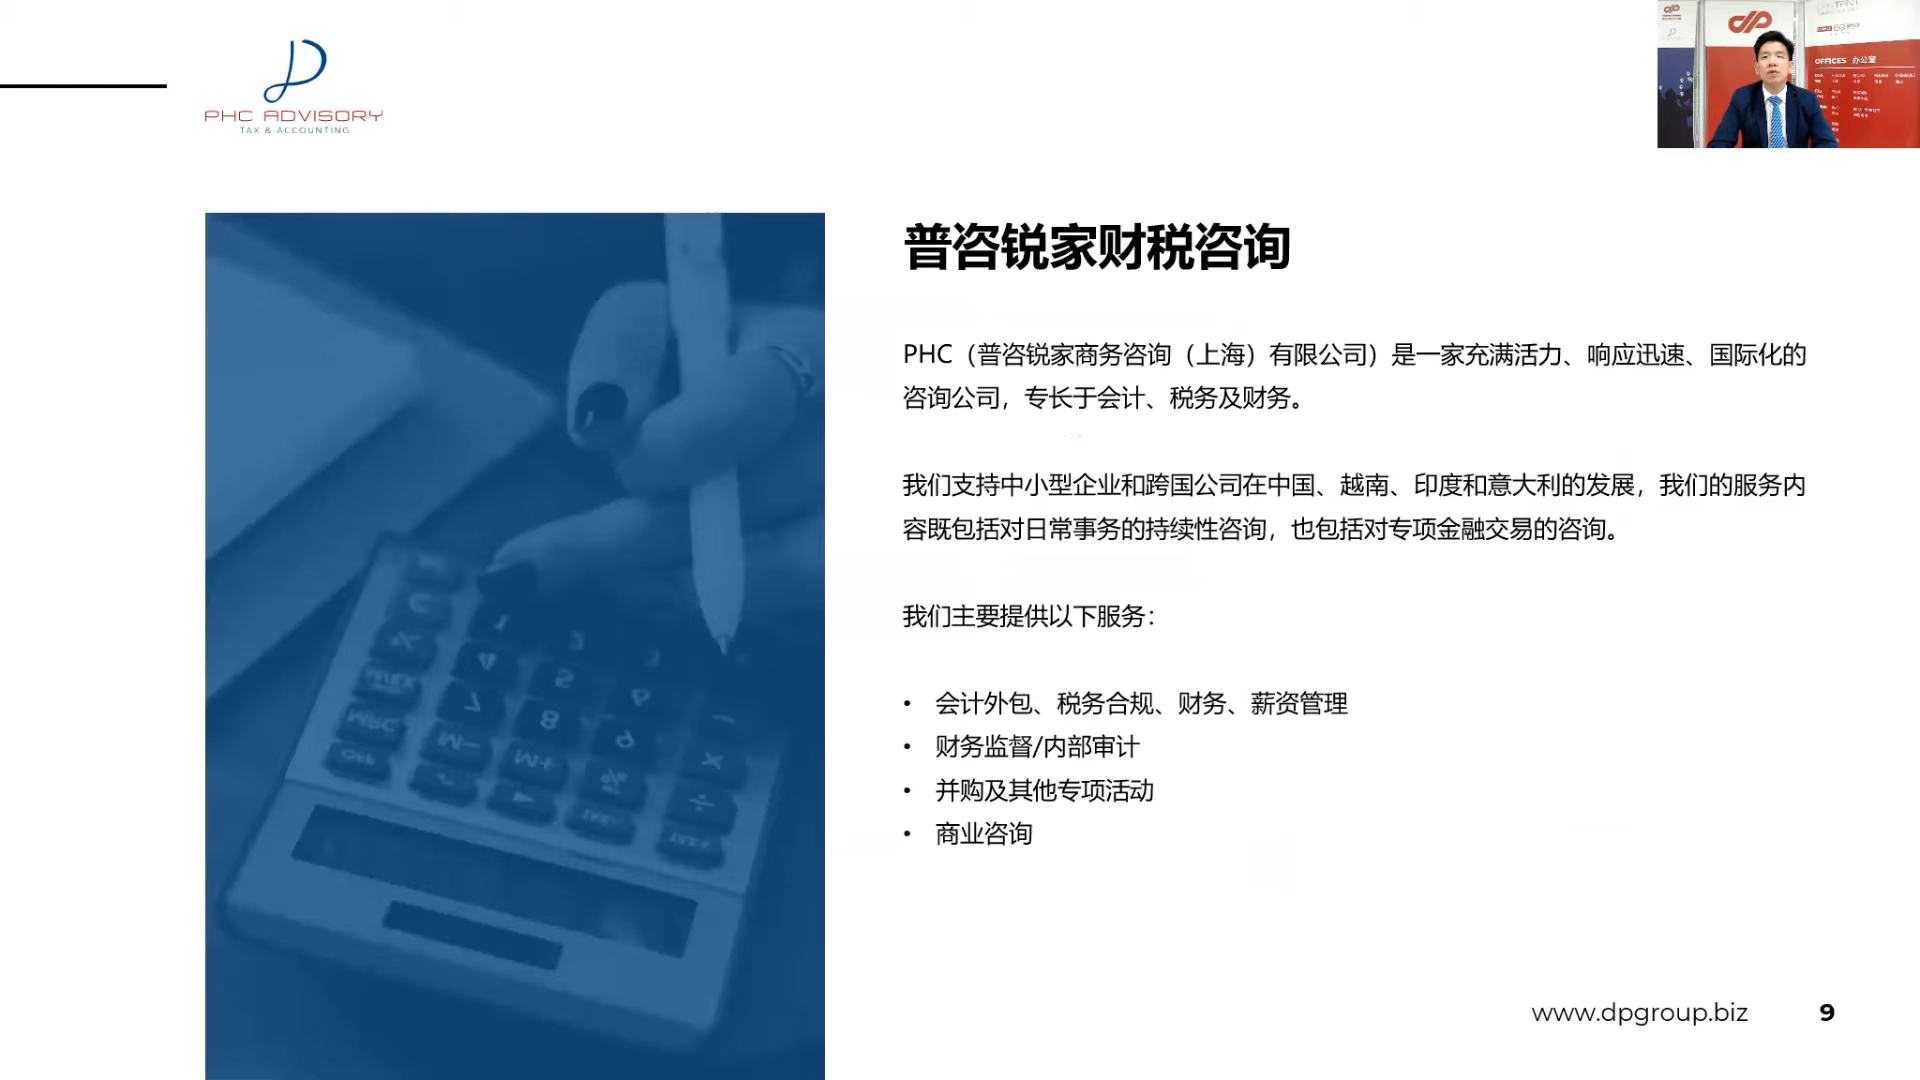 PHC ADVISORY
TAX & ACCOUNTING
OFFICES 办公室
普咨锐家财税咨询
PHC（普咨锐家商务咨询（上海）有限公司）是一家充满活力、响应迅速、国际化的
咨询公司，专长于会计、税务及财务。
我们支持中小型企业和跨国公司在中国、越南、印度和意大利的发展，我们的服务内
容既包括对日常事务的持续性咨询，也包括对专项金融交易的咨询。
我们主要提供以下服务：
• 会计外包、税务合规、财务、薪资管理
• 财务监督/内部审计
• 并购及其他专项活动
• 商业咨询
www.dpgroup.biz
9